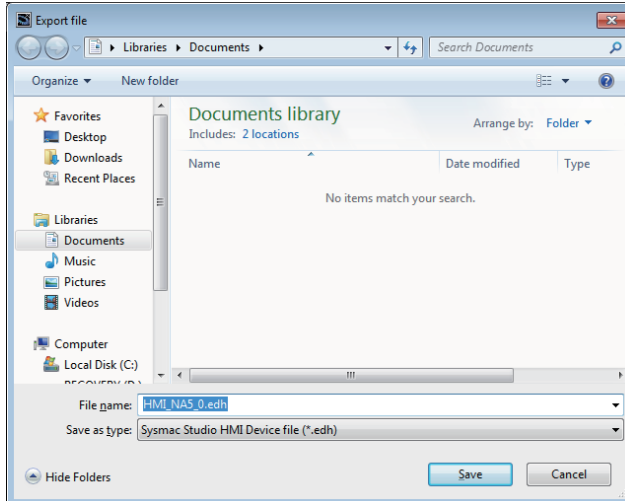 Export file
Libraries Documents
Search Documents
Organize New folder
Favorites
Desktop
Downloads
Recent Places
Libraries
Documents
Music
Pictures
Videos
Computer
Local Disk (C:)
Documents library
Includes: 2 locations
Arrange by: Folder
Name Date modified Type
No items match your search.
File name: HMI_NA5_0.edh
Save as type: Sysmac Studio HMI Device file (*.edh)
Hide Folders
Save Cancel